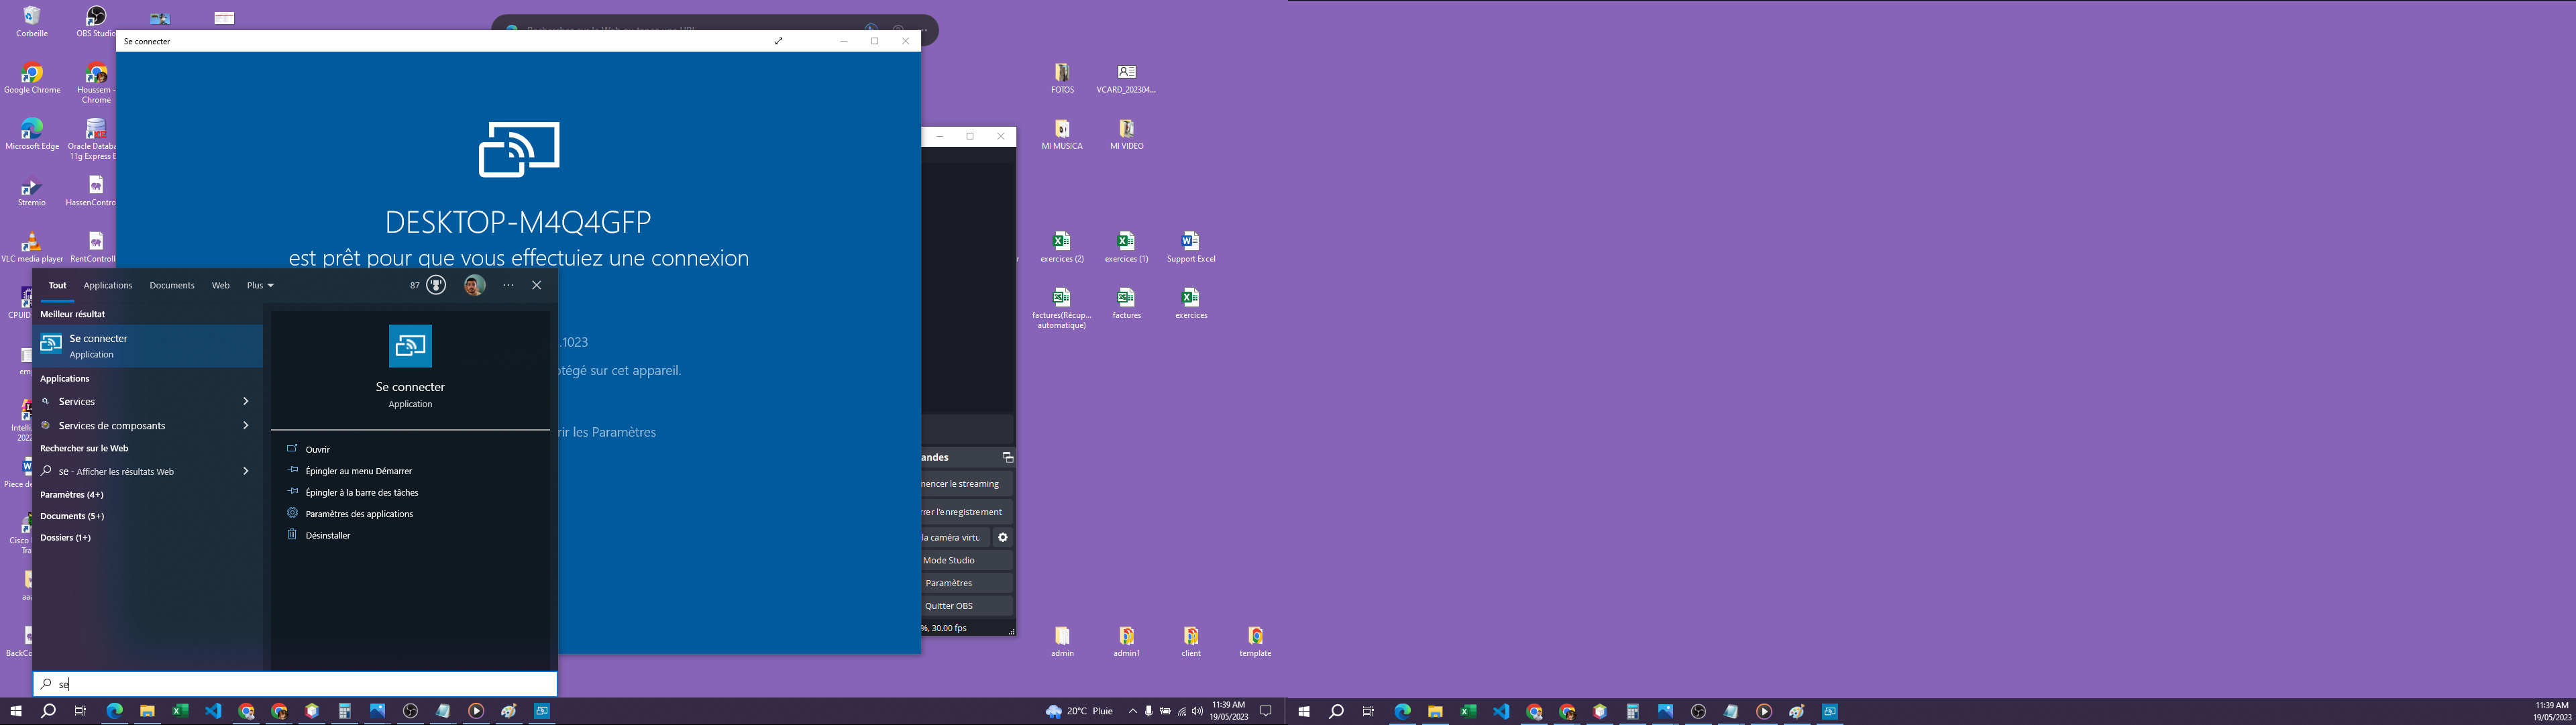 Corbeille
OBS Studio
Google Chrome
Houssem -
Chrome
Microsoft Edge
Oracle Databa
11g Express E
Stremio
HassenContro
VLC media player
RentControll
CPUID
em
Intelli
2022
Piece de
Cisco
Tra
aaa
BackCo
Se connecter
DESKTOP-M4Q4GFP
est prêt pour que vous effectuiez une connexion
.1023
otégé sur cet appareil.
rir les Paramètres
Tout
Applications
Documents
Web
Plus
87
Meilleur résultat
Se connecter
Application
Applications
Services
Services de composants
Rechercher sur le Web
se - Afficher les résultats Web
Paramètres (4+)
Documents (5+)
Dossiers (1+)
Se connecter
Application
Ouvrir
Épingler au menu Démarrer
Épingler à la barre des tâches
Paramètres des applications
Désinstaller
se
andes
nencer le streaming
rer l'enregistrement
la caméra virtu
Mode Studio
Paramètres
Quitter OBS
%, 30.00 fps
FOTOS
VCARD_202304...
MI MUSICA
MI VIDEO
exercices (2)
exercices (1)
Support Excel
factures(Récup...
automatique)
factures
exercices
admin
admin1
client
template
20°C Pluie
11:39 AM
19/05/2023
11:39 AM
19/05/2023